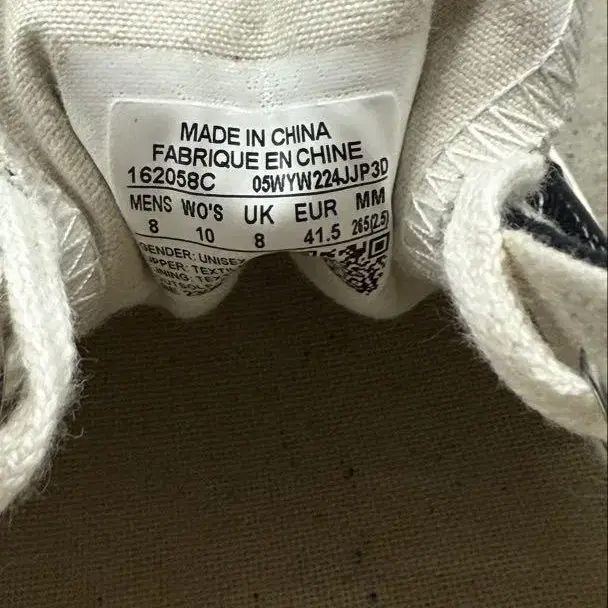 MADE IN CHINA
FABRIQUE EN CHINE
162058C 05WYW224JJP3D
MENS WO'S UK EUR MM
8 10 8 41.5 265(2.5)
GENDER: UNISEX